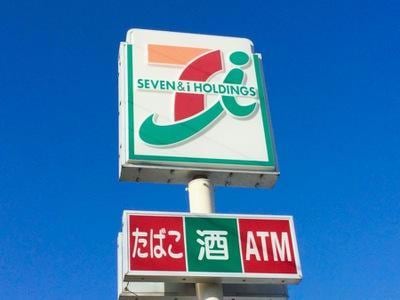 SEVEN & i HOLDINGS
たばこ 酒 ATM